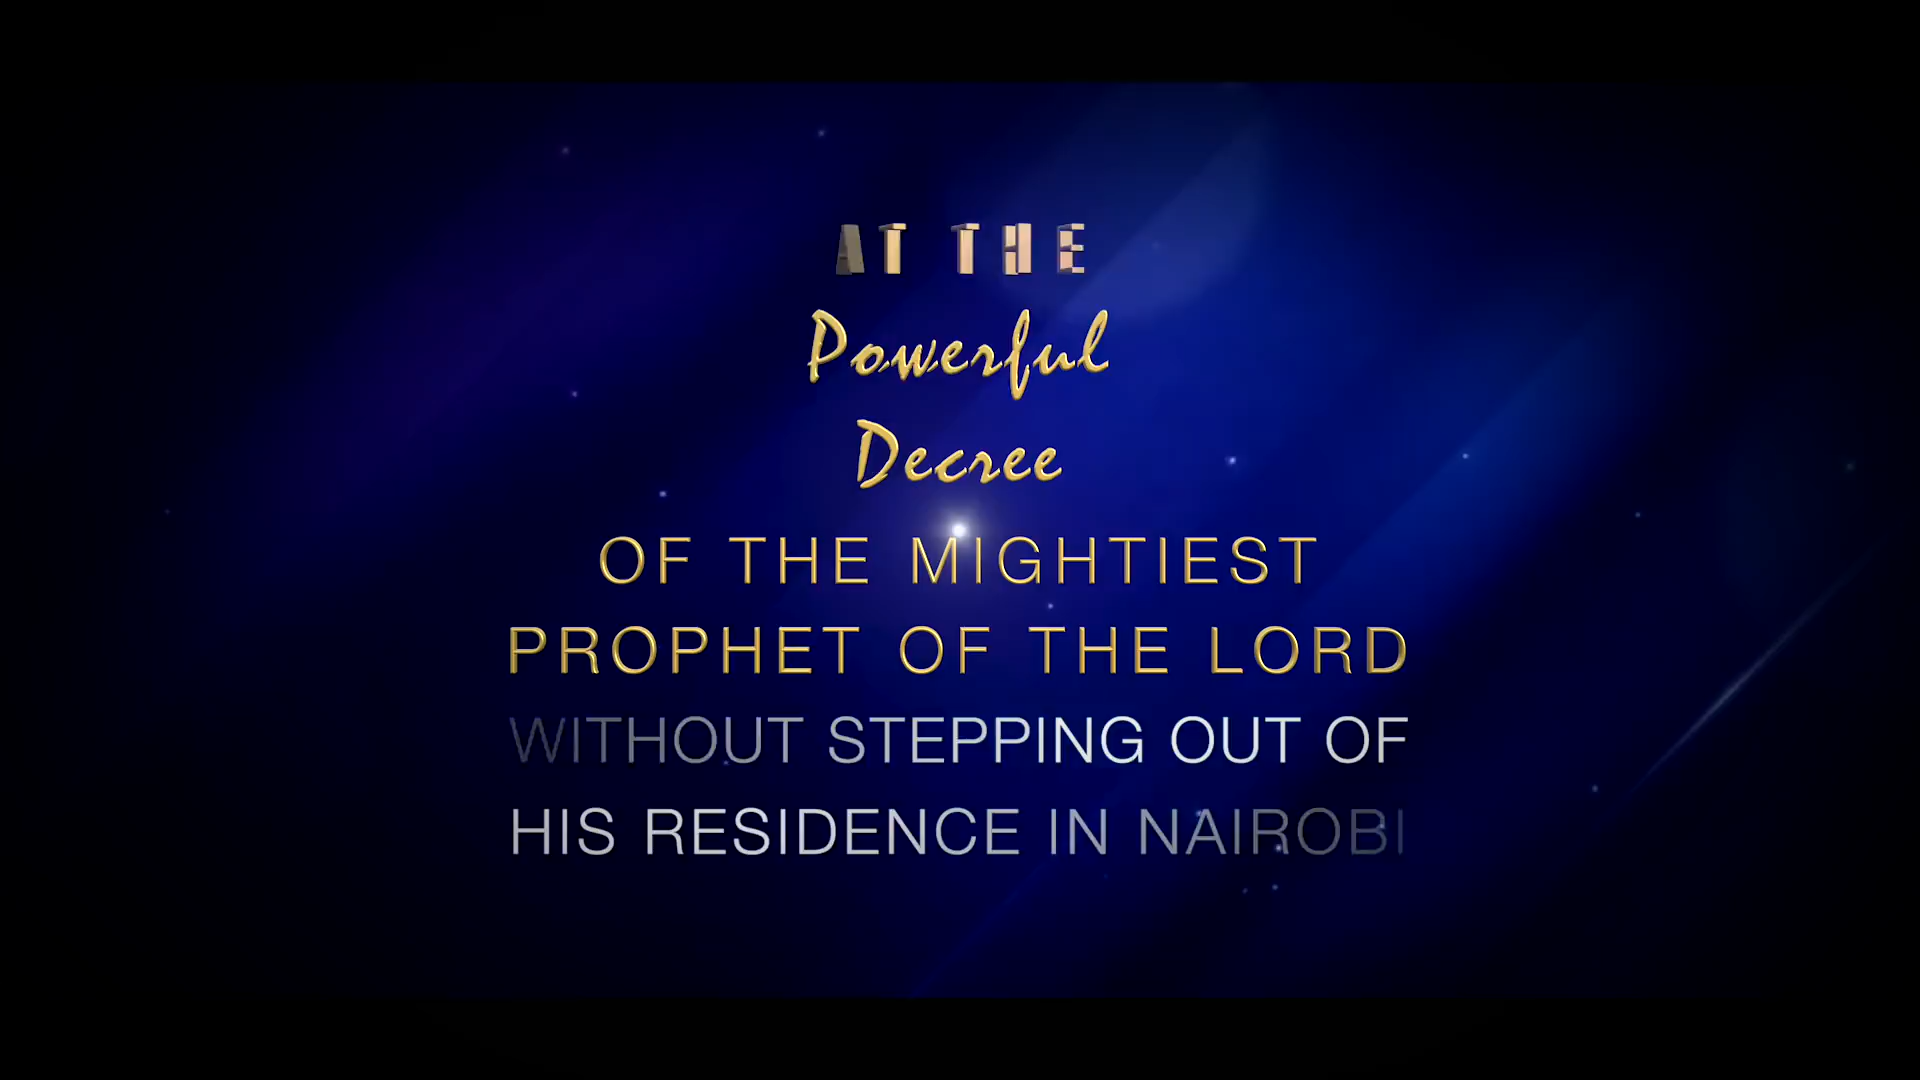 AT THE
Powerful
Decree
OF THE MIGHTIEST
PROPHET OF THE LORD
WITHOUT STEPPING OUT OF
HIS RESIDENCE IN NAIROBI